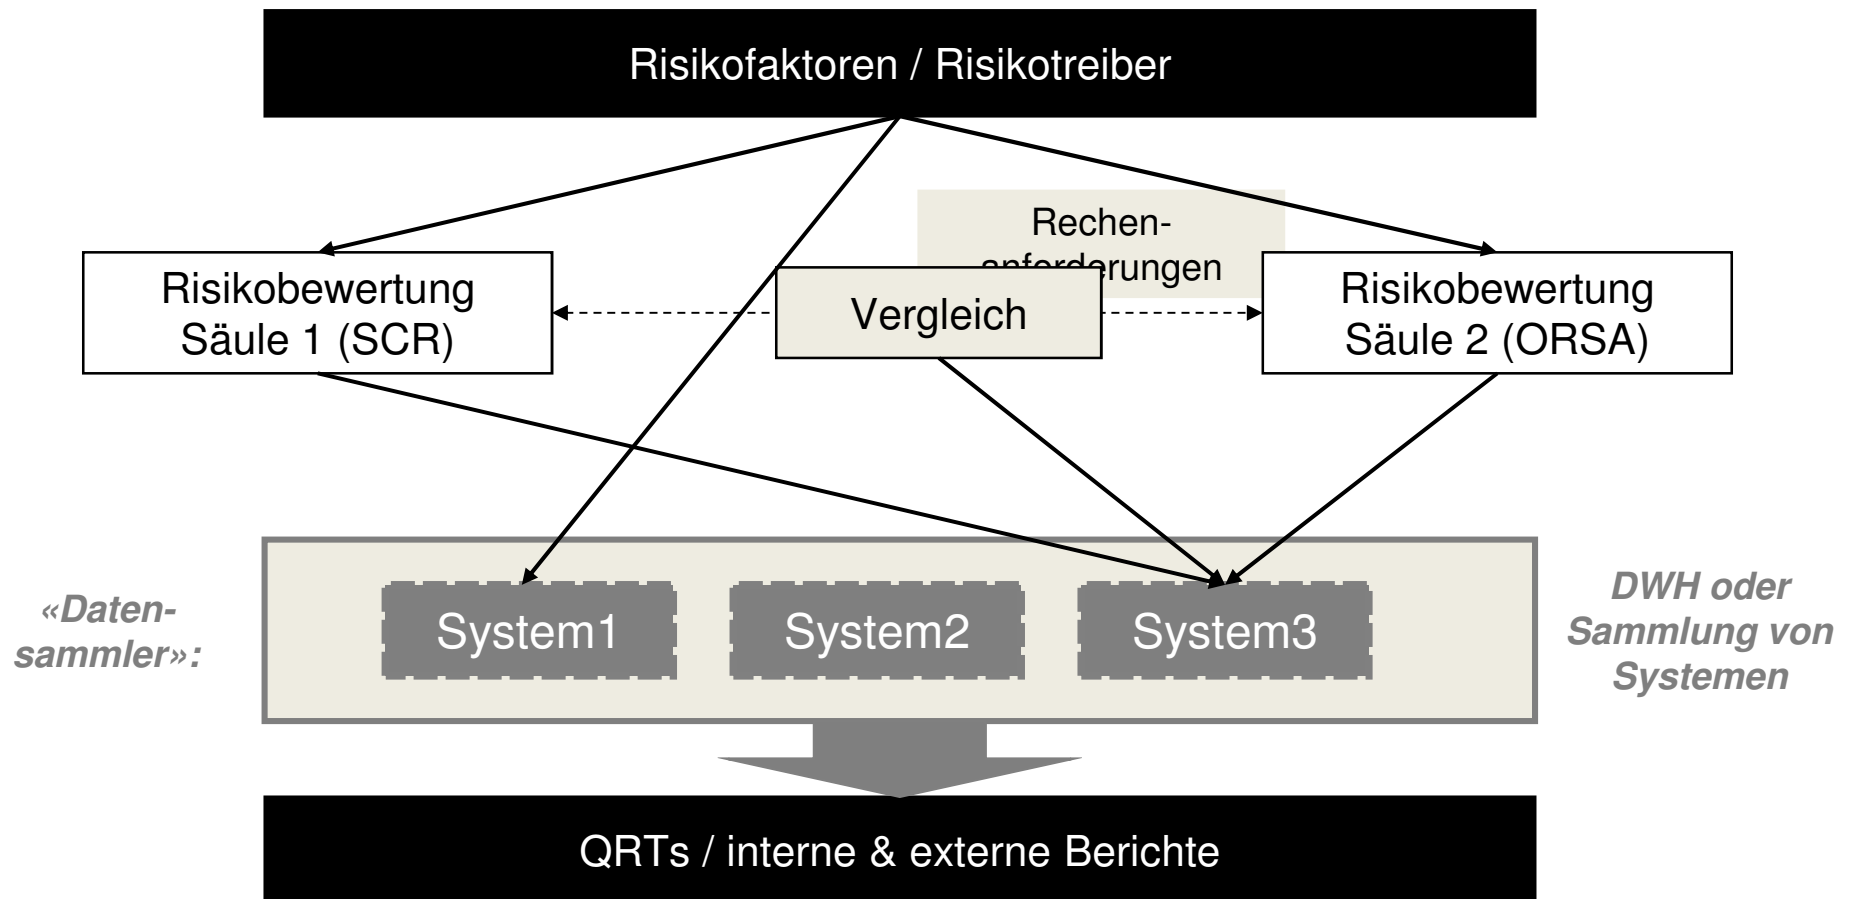 Risikofaktoren / Risikotreiber
Rechen-
anforderungen
Risikobewertung
Säule 1 (SCR)
Vergleich
Risikobewertung
Säule 2 (ORSA)
«Daten-
sammler»:
System1
System2
System3
DWH oder
Sammlung von
Systemen
QRTs / interne & externe Berichte